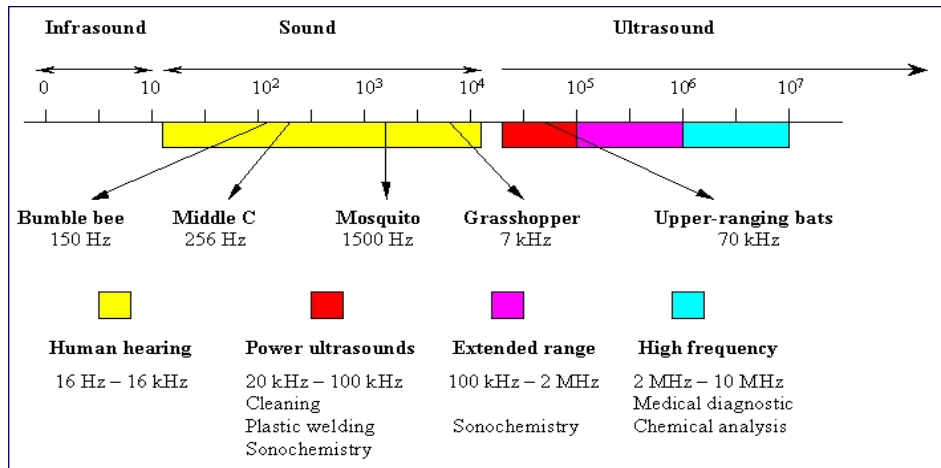 Infrasound Sound Ultrasound
0 10 10² 10³ 10⁴ 10⁵ 10⁶ 10⁷
Bumble bee Middle C Mosquito Grasshopper Upper-ranging bats
150 Hz 256 Hz 1500 Hz 7 kHz 70 kHz
Human hearing Power ultrasounds Extended range High frequency
16 Hz – 16 kHz 20 kHz – 100 kHz 100 kHz – 2 MHz 2 MHz – 10 MHz
Cleaning Medical diagnostic
Plastic welding Sonochemistry Chemical analysis
Sonochemistry